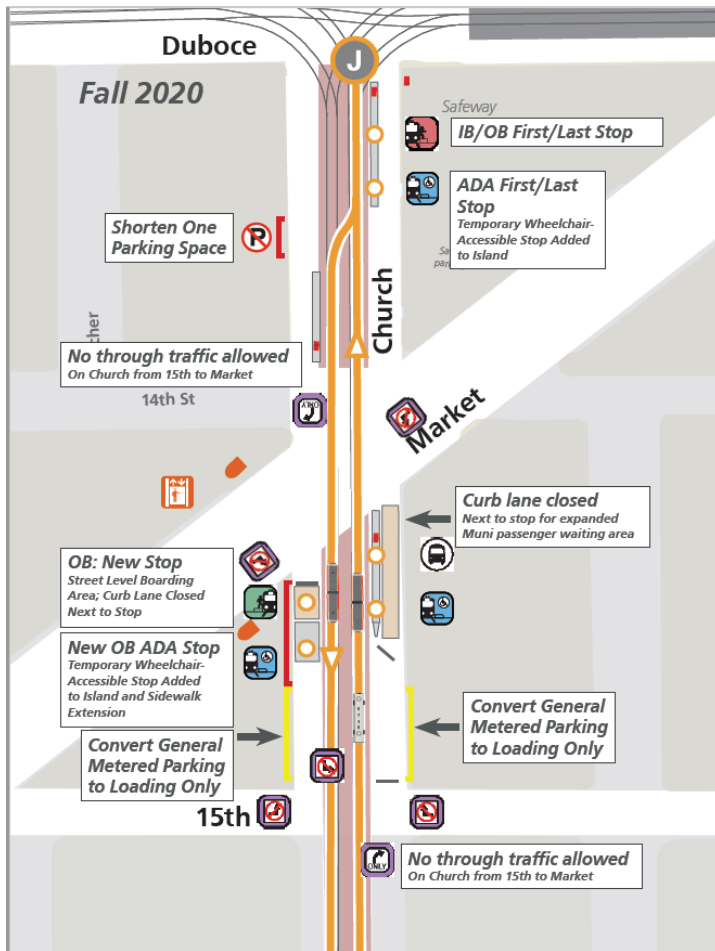 Duboce
J
Fall 2020
Safeway
IB/OB First/Last Stop
ADA First/Last
Stop
Temporary Wheelchair-
Accessible Stop Added
to Island
Shorten One
Parking Space
P
Church
No through traffic allowed
On Church from 15th to Market
14th St
ONLY
Market
Curb lane closed
Next to stop for expanded
Muni passenger waiting area
OB: New Stop
Street Level Boarding
Area; Curb Lane Closed
Next to Stop
New OB ADA Stop
Temporary Wheelchair-
Accessible Stop Added
to Island and Sidewalk
Extension
Convert General
Metered Parking
to Loading Only
Convert General
Metered Parking
to Loading Only
15th
ONLY
No through traffic allowed
On Church from 15th to Market